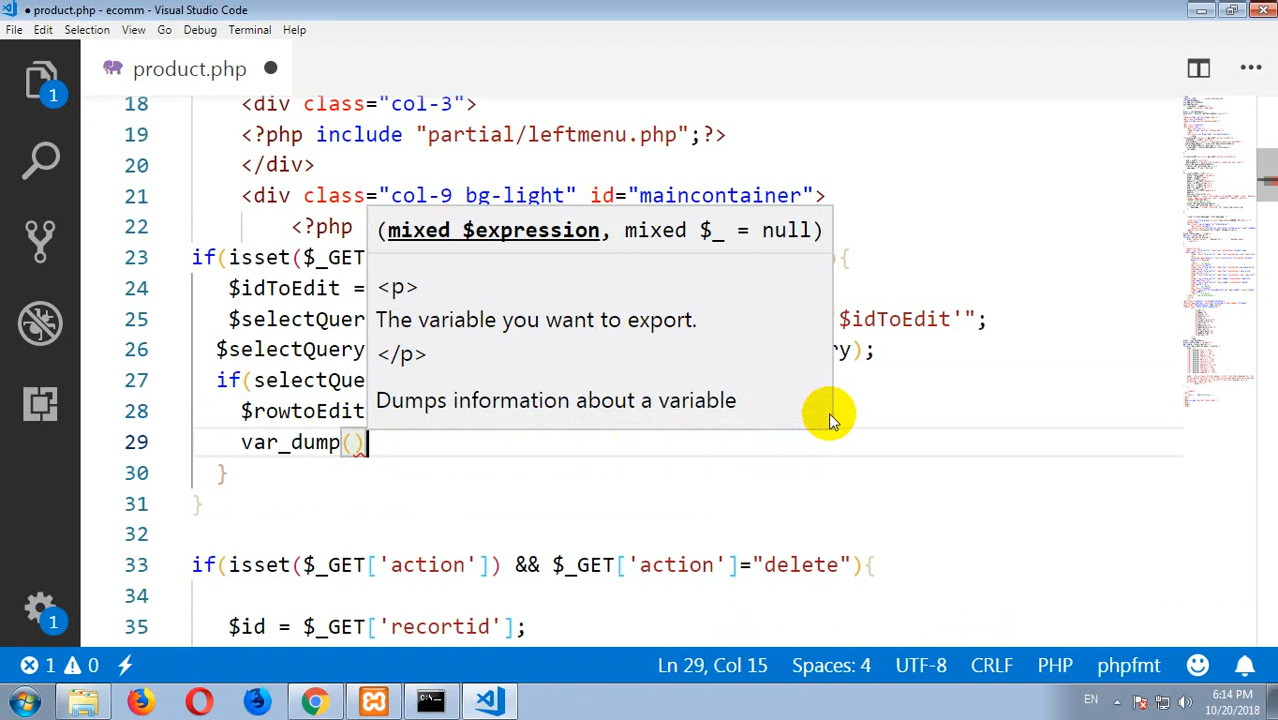 product.php - ecomm - Visual Studio Code
File Edit Selection View Go Debug Terminal Help
product.php
18 <div class="col-3">
19 <?php include "partial/leftmenu.php";?>
20 </div>
21 <div class="col-9 bg-light" id="maincontainer">
22 <?php
(mixed $expression, mixed $_ = null)
23 if(isset($_GET {
24 $idToEdit =
<p>
25 $selectQuer $idToEdit'";
The variable you want to export.
26 $selectQuery ry);
</p>
27 if(selectQue
28 $rowtoEdit
Dumps information about a variable
29 var_dump()
30 }
31 }
32
33 if(isset($_GET['action']) && $_GET['action']="delete"){
34
35 $id = $_GET['recortid'];
1
1
1 0 Ln 29, Col 15 Spaces: 4 UTF-8 CRLF PHP phpfmt
EN 6:14 PM
10/20/2018